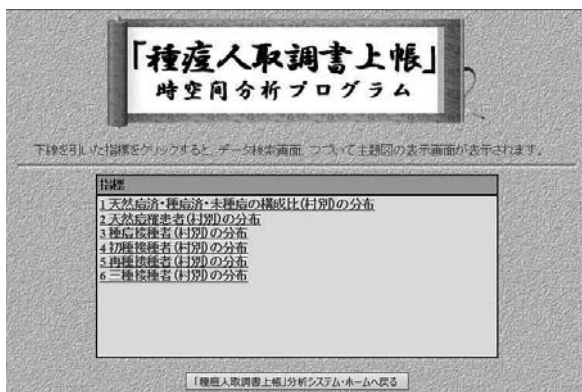 「種痘人取調書上帳」
時空間分析プログラム
下線を引いた指標をクリックすると、データ検索画面、つづいて主題図の表示画面が表示されます。
指標
1 天然痘済・種痘済・未種痘の構成比(村別)の分布
2 天然痘罹患者(村別)の分布
3 種痘接種者(村別)の分布
4 初種接種者(村別)の分布
5 再種接種者(村別)の分布
6 三種接種者(村別)の分布
「種痘人取調書上帳」分析システム・ホームへ戻る